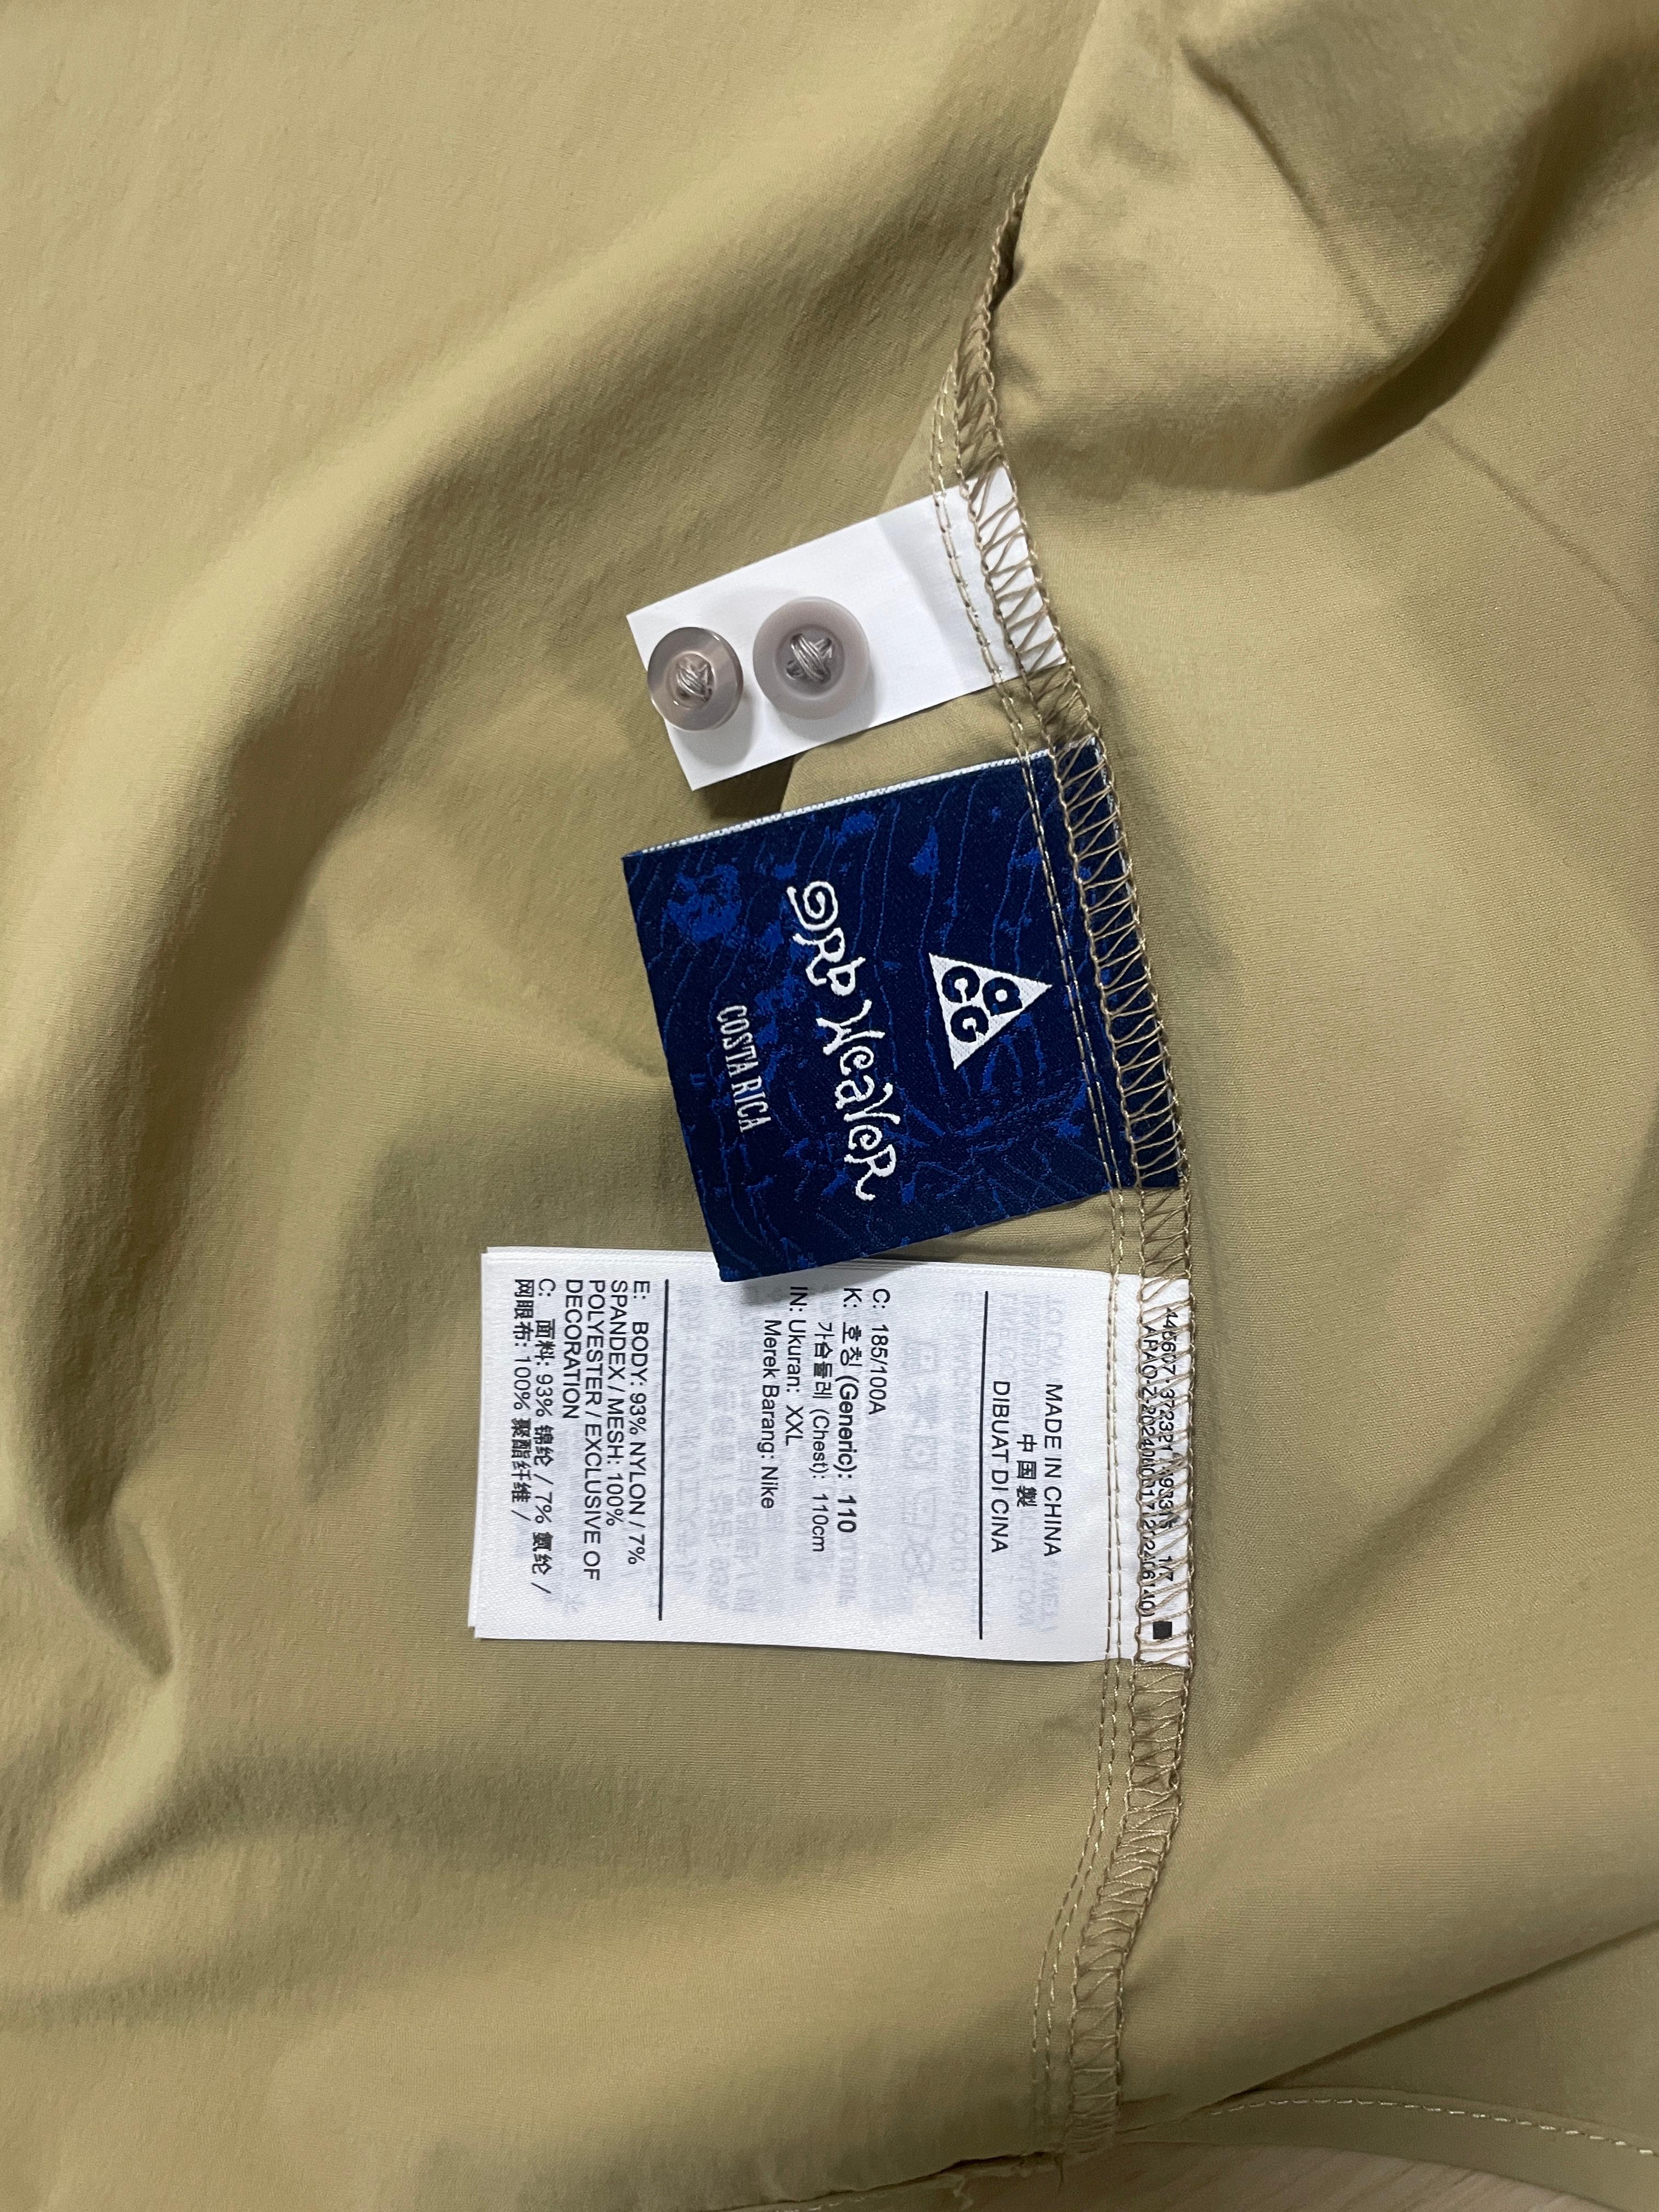 ACG
ORb WeaVeR
COSTA RICA
MADE IN CHINA
中国製
DIBUAT DI CINA
C: 185/100A
K: 호칭 (Generic): 110
가슴둘레 (Chest): 110cm
IN: Ukuran: XXL
Merek Barang: Nike
E: BODY: 93% NYLON / 7%
SPANDEX / MESH: 100%
POLYESTER / EXCLUSIVE OF
DECORATION
C: 面料: 93% 锦纶 / 7% 氨纶 /
网眼布: 100% 聚酯纤维 /